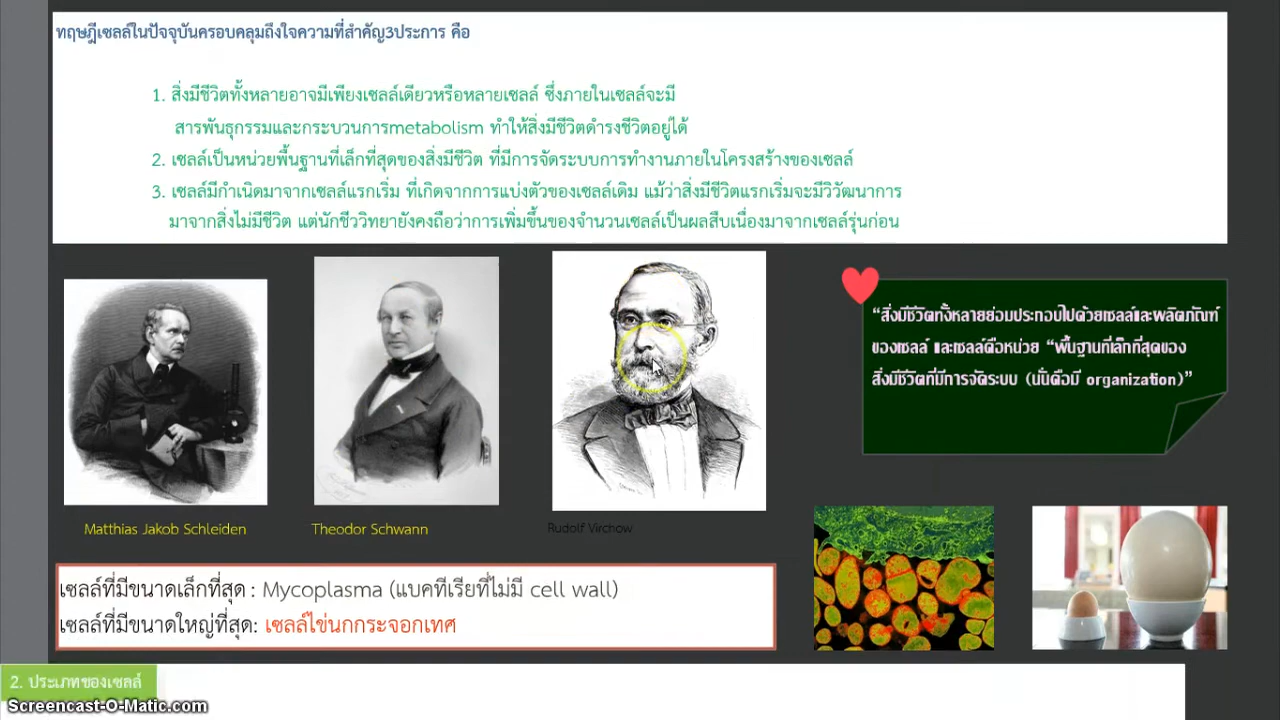 ทฤษฎีเซลล์ในปัจจุบันครอบคลุมถึงใจความที่สำคัญ3ประการ คือ
1. สิ่งมีชีวิตทั้งหลายอาจมีเพียงเซลล์เดียวหรือหลายเซลล์ ซึ่งภายในเซลล์จะมี
สารพันธุกรรมและกระบวนการmetabolism ทำให้สิ่งมีชีวิตดำรงชีวิตอยู่ได้
2. เซลล์เป็นหน่วยพื้นฐานที่เล็กที่สุดของสิ่งมีชีวิต ที่มีการจัดระบบการทำงานภายในโครงสร้างของเซลล์
3. เซลล์มีกำเนิดมาจากเซลล์แรกเริ่ม ที่เกิดจากการแบ่งตัวของเซลล์เดิม แม้ว่าสิ่งมีชีวิตแรกเริ่มจะมีวิวัฒนาการ
มาจากสิ่งไม่มีชีวิต แต่นักชีววิทยายังคงถือว่าการเพิ่มขึ้นของจำนวนเซลล์เป็นผลสืบเนื่องมาจากเซลล์รุ่นก่อน
“สิ่งมีชีวิตทั้งหลายย่อมประกอบไปด้วยเซลล์และผลิตภัณฑ์
ของเซลล์ และเซลล์คือหน่วย “พื้นฐานที่เล็กที่สุดของ
สิ่งมีชีวิตที่มีการจัดระบบ (นั่นคือมี organization)”
Matthias Jakob Schleiden
Theodor Schwann
Rudolf Virchow
เซลล์ที่มีขนาดเล็กที่สุด : Mycoplasma (แบคทีเรียที่ไม่มี cell wall)
เซลล์ที่มีขนาดใหญ่ที่สุด: เซลล์ไข่นกกระจอกเทศ
2. ประเภทของเซลล์
Screencast-O-Matic.com